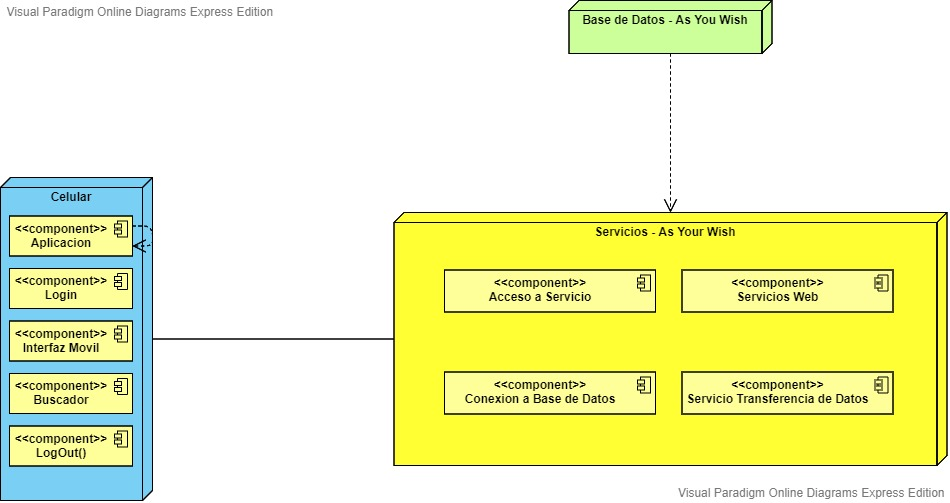 Visual Paradigm Online Diagrams Express Edition
Base de Datos - As You Wish
Celular
<<component>>
Aplicacion
<<component>>
Login
<<component>>
Interfaz Movil
<<component>>
Buscador
<<component>>
LogOut()
Servicios - As Your Wish
<<component>>
Acceso a Servicio
<<component>>
Servicios Web
<<component>>
Conexion a Base de Datos
<<component>>
Servicio Transferencia de Datos
Visual Paradigm Online Diagrams Express Edition